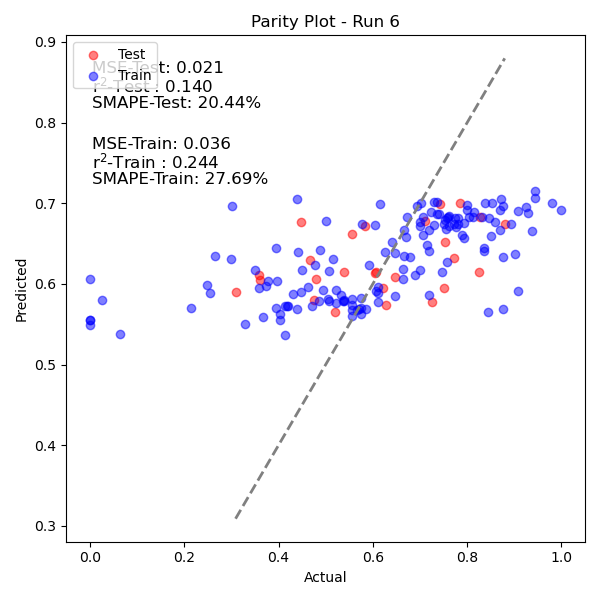 Parity Plot - Run 6
Test
Train
MSE-Test: 0.021
r²-Test : 0.140
SMAPE-Test: 20.44%
MSE-Train: 0.036
r²-Train : 0.244
SMAPE-Train: 27.69%
Predicted
0.9
0.8
0.7
0.6
0.5
0.4
0.3
0.0 0.2 0.4 0.6 0.8 1.0
Actual